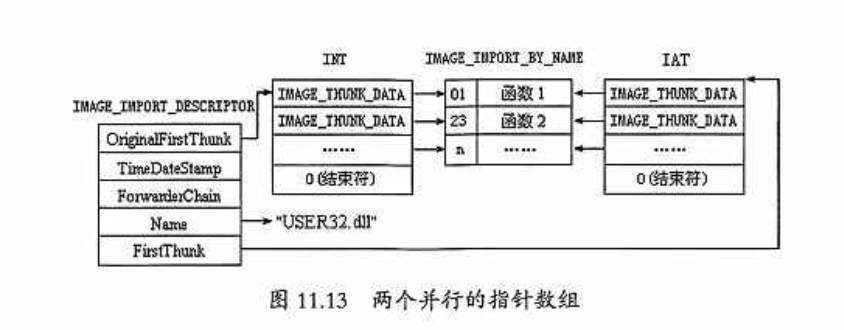 INT IMAGE_IMPORT_BY_NAME IAT
IMAGE_THUNK_DATA 01 函数 1 IMAGE_THUNK_DATA
IMAGE_IMPORT_DESCRIPTOR
IMAGE_THUNK_DATA 23 函数 2 IMAGE_THUNK_DATA
OriginalFirstThunk
…… n …… ……
TimeDateStamp
0(结束符) 0(结束符)
ForwarderChain
Name "USER32.dll"
FirstThunk
图 11.13 两个并行的指针数组